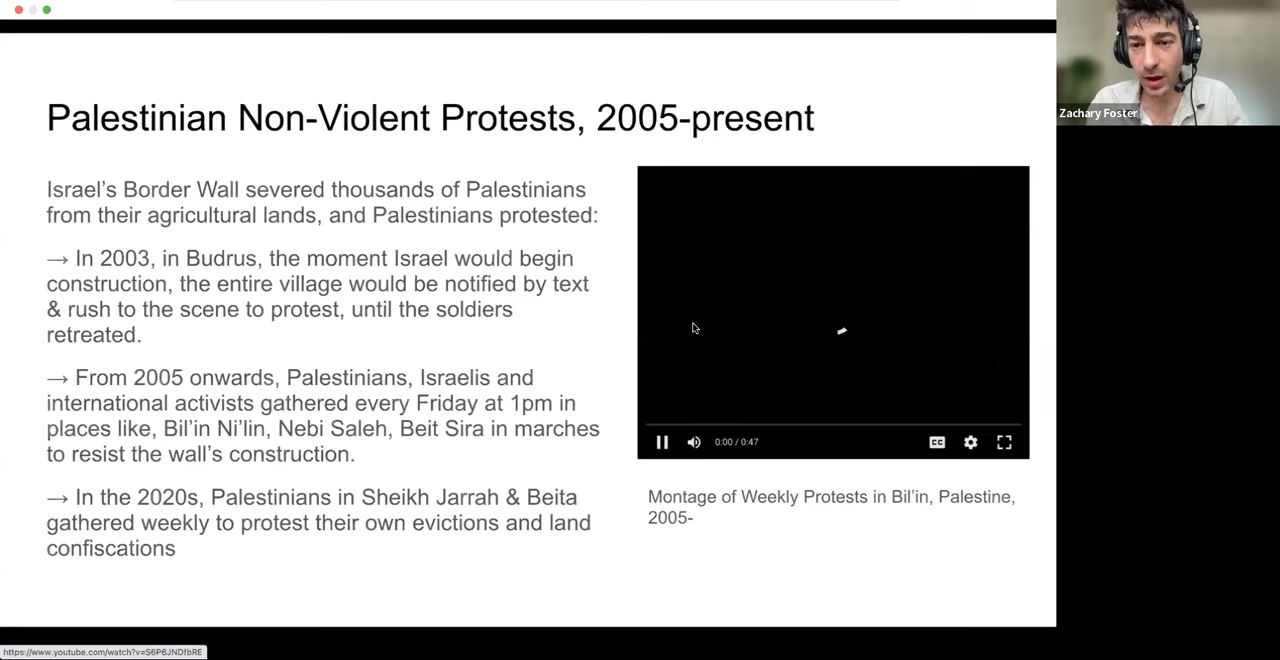 Zachary Foster
Palestinian Non-Violent Protests, 2005-present
Israel’s Border Wall severed thousands of Palestinians
from their agricultural lands, and Palestinians protested:
→ In 2003, in Budrus, the moment Israel would begin
construction, the entire village would be notified by text
& rush to the scene to protest, until the soldiers
retreated.
→ From 2005 onwards, Palestinians, Israelis and
international activists gathered every Friday at 1pm in
places like, Bil’in Ni’lin, Nebi Saleh, Beit Sira in marches
to resist the wall’s construction.
→ In the 2020s, Palestinians in Sheikh Jarrah & Beita
gathered weekly to protest their own evictions and land
confiscations
0:00 / 0:47
CC
Montage of Weekly Protests in Bil’in, Palestine,
2005-
https://www.youtube.com/watch?v=S6P6JNDfbRE